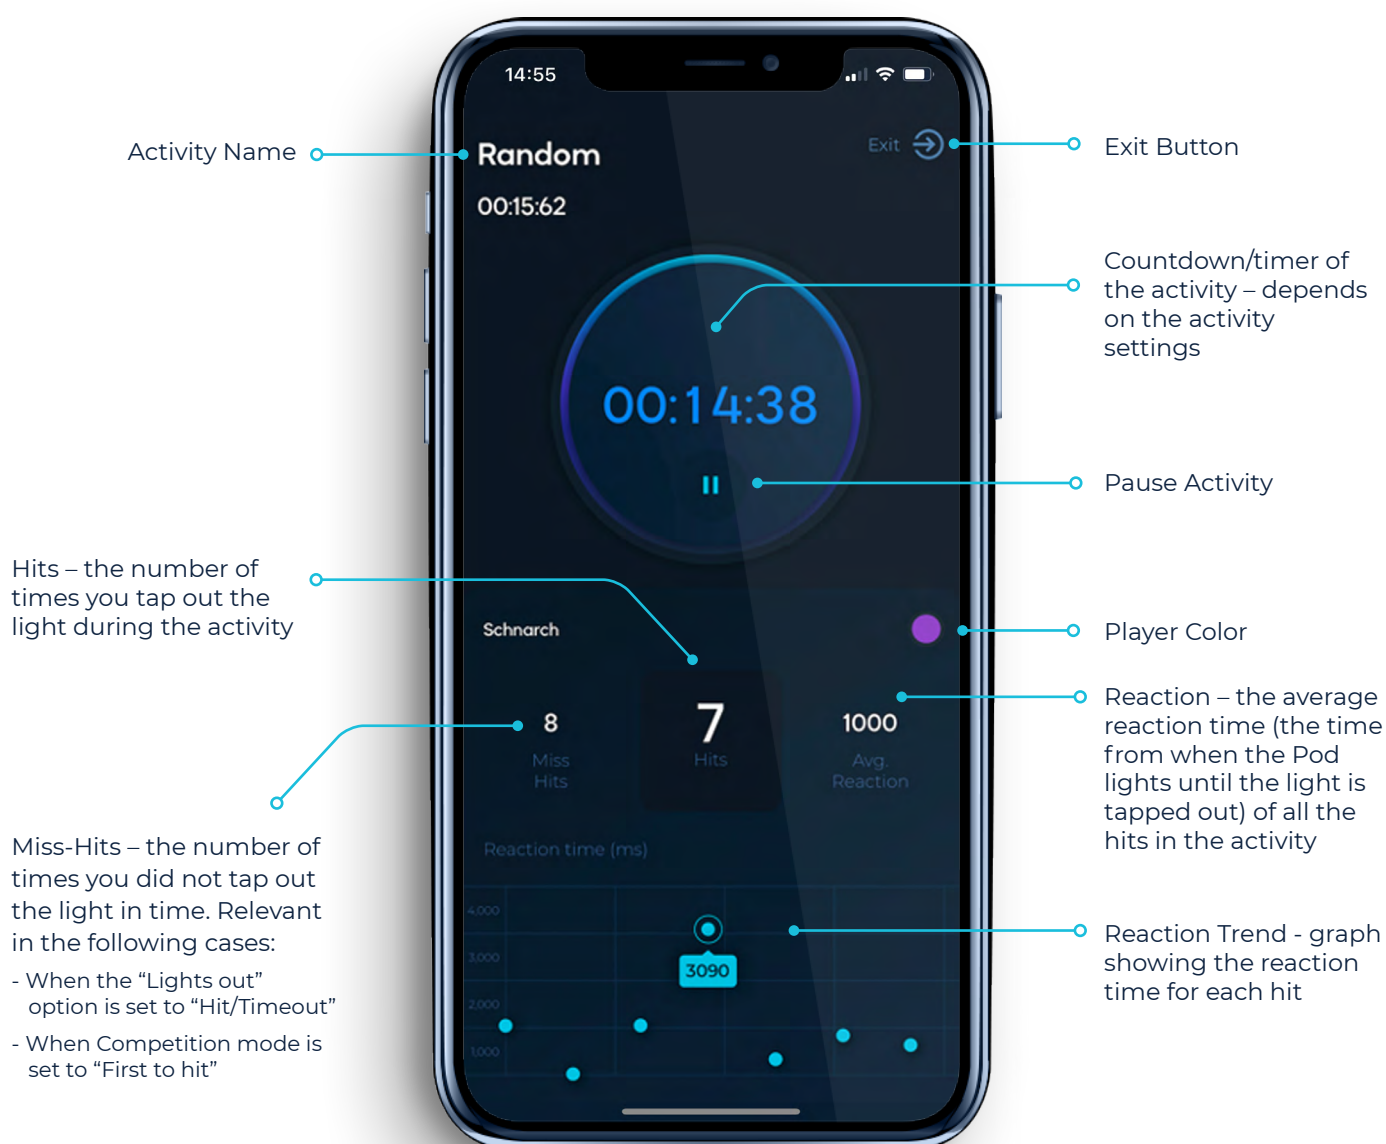 14:55
Activity Name
Random
Exit
Exit Button
00:15:62
Countdown/timer of
the activity – depends
on the activity
settings
00:14:38
Pause Activity
Hits – the number of
times you tap out the
light during the activity
Schnarch
Player Color
8
Miss
Hits
7
Hits
1000
Avg.
Reaction
Reaction – the average
reaction time (the time
from when the Pod
lights until the light is
tapped out) of all the
hits in the activity
Miss-Hits – the number of
times you did not tap out
the light in time. Relevant
in the following cases:
- When the “Lights out”
option is set to “Hit/Timeout”
- When Competition mode is
set to “First to hit”
Reaction time (ms)
4,000
3,000
2,000
1,000
3090
Reaction Trend - graph
showing the reaction
time for each hit